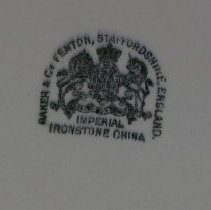 BAKER & Co FENTON, STAFFORDSHIRE, ENGLAND.
IMPERIAL
IRONSTONE CHINA